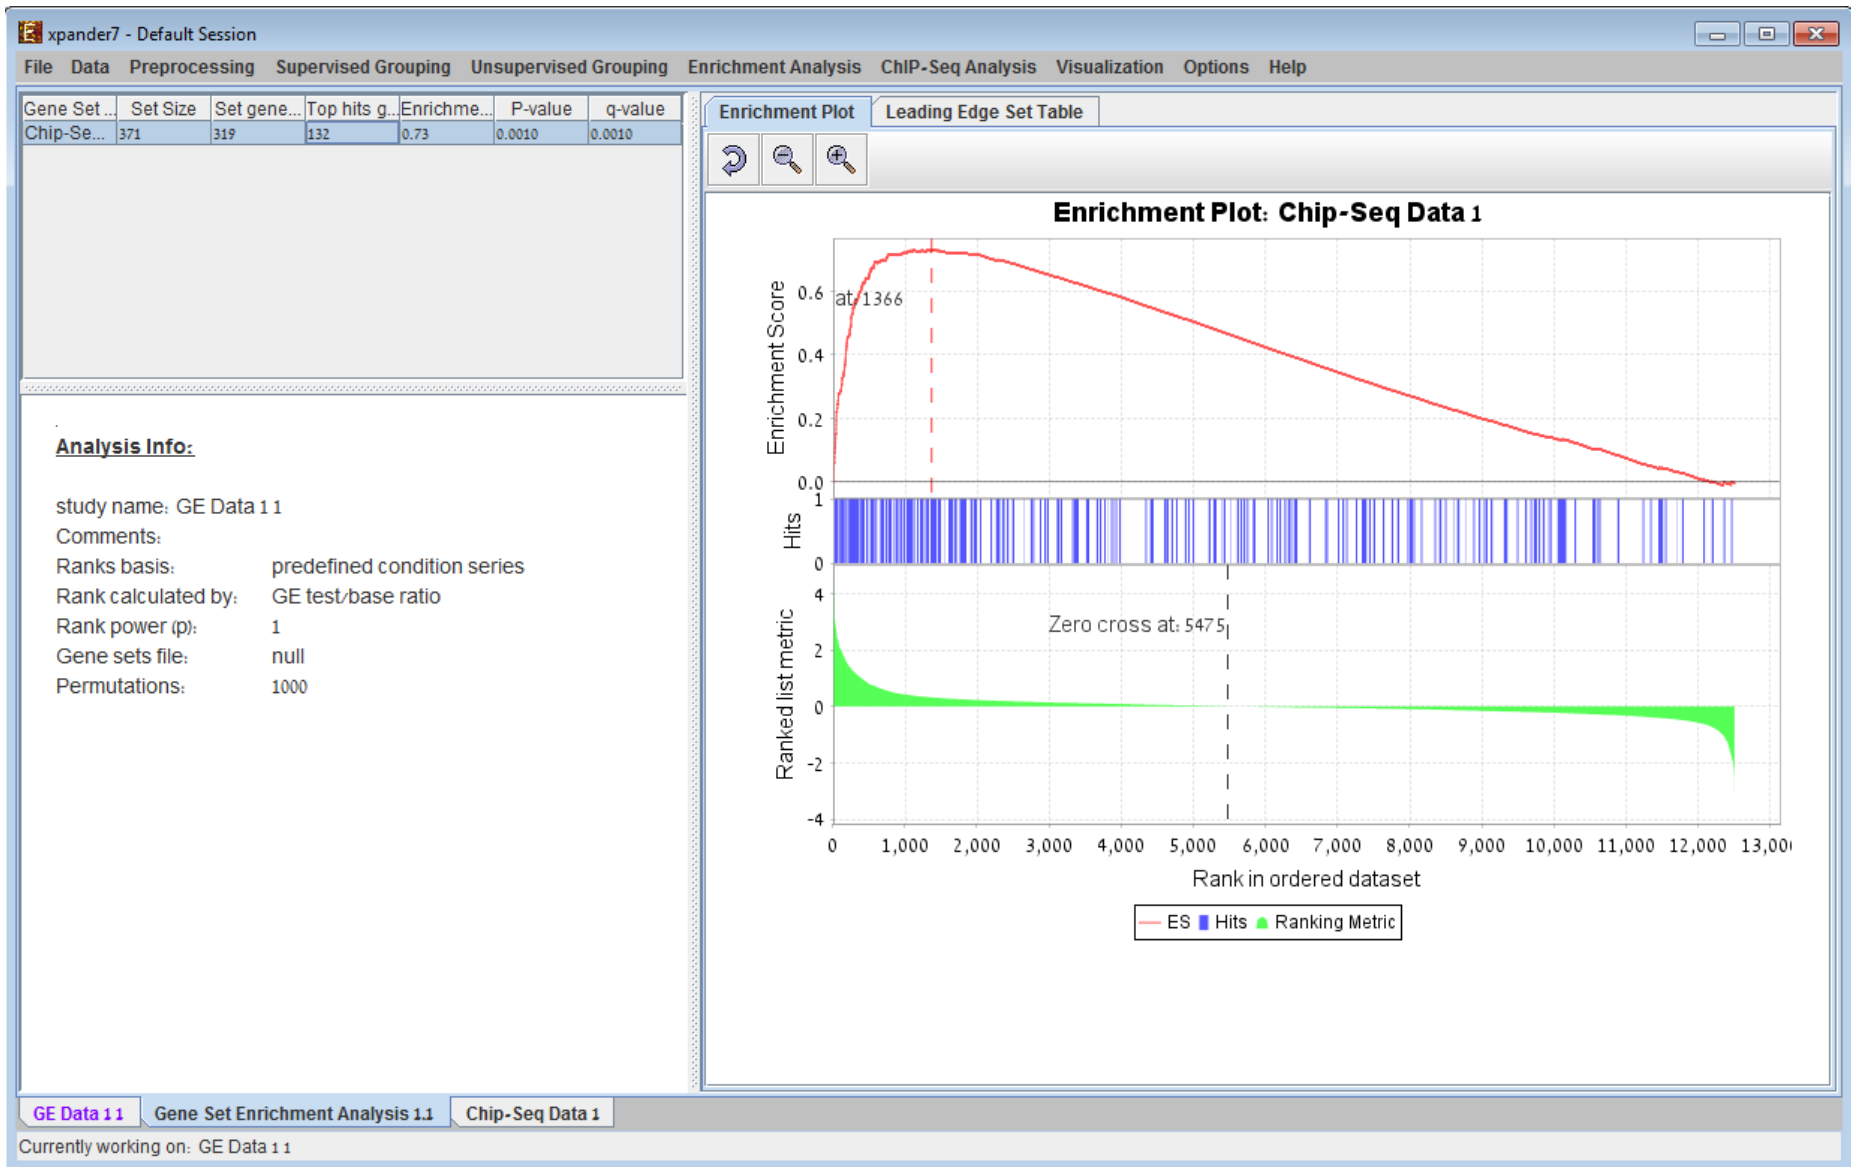 xpander7 - Default Session
File Data Preprocessing Supervised Grouping Unsupervised Grouping Enrichment Analysis ChIP-Seq Analysis Visualization Options Help
Gene Set ... Set Size Set gene... Top hits g... Enrichme... P-value q-value
Chip-Se... 371 319 132 0.73 0.0010 0.0010
Analysis Info:
study name: GE Data 1 1
Comments:
Ranks basis: predefined condition series
Rank calculated by: GE test/base ratio
Rank power (p): 1
Gene sets file: null
Permutations: 1000
Enrichment Plot Leading Edge Set Table
Enrichment Plot: Chip-Seq Data 1
Enrichment Score
0.6
0.4
0.2
0.0
at: 1366
Hits
1
0
Ranked list metric
4
2
0
-2
-4
Zero cross at: 5475
0 1,000 2,000 3,000 4,000 5,000 6,000 7,000 8,000 9,000 10,000 11,000 12,000 13,00
Rank in ordered dataset
ES Hits Ranking Metric
GE Data 1 1 Gene Set Enrichment Analysis 1.1 Chip-Seq Data 1
Currently working on: GE Data 1 1